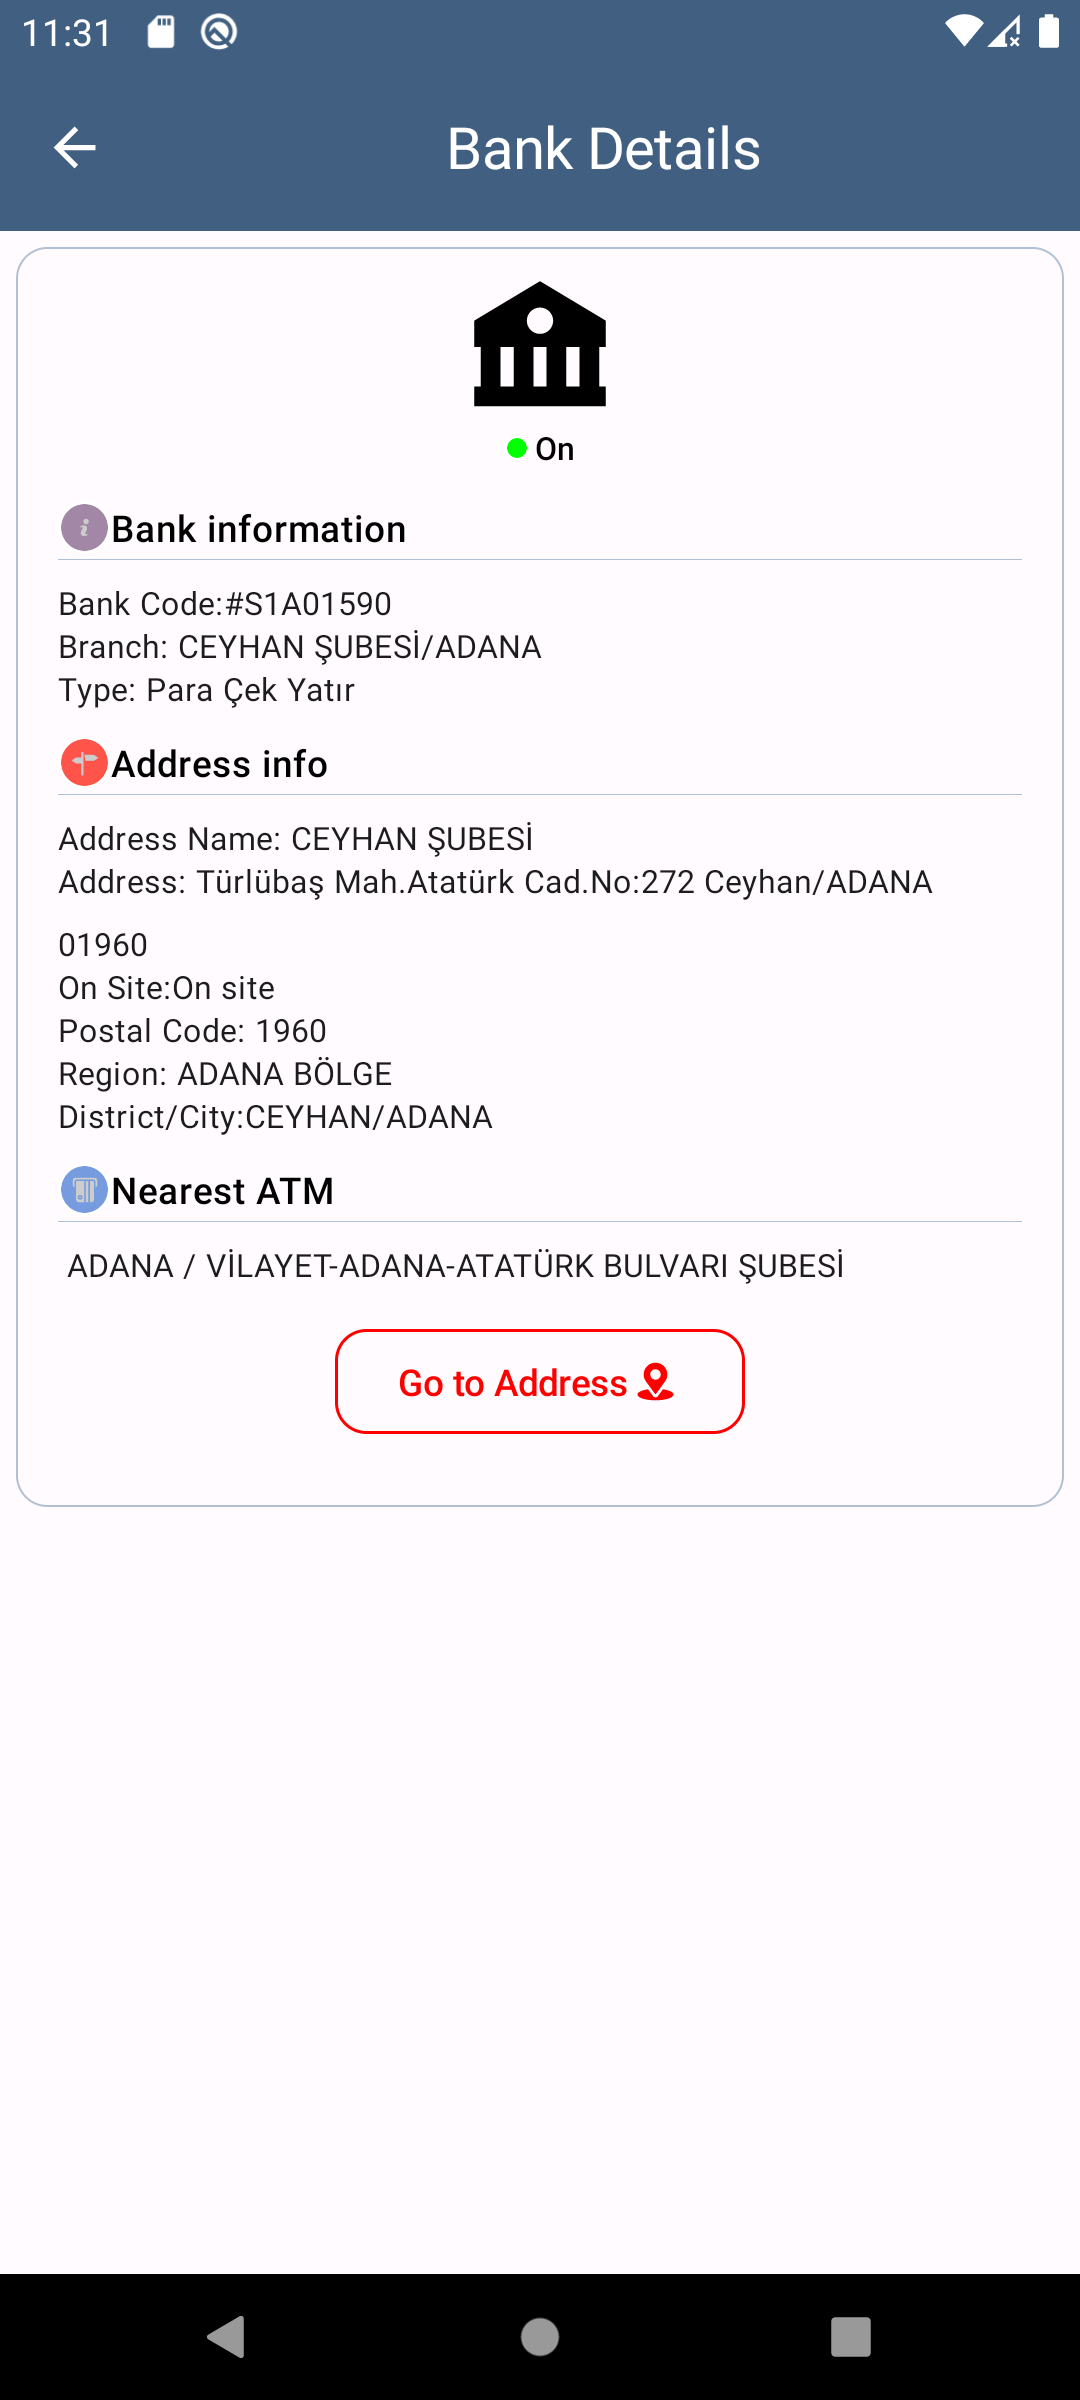 11:31
Bank Details
On
Bank information
Bank Code:#S1A01590
Branch: CEYHAN ŞUBESİ/ADANA
Type: Para Çek Yatır
Address info
Address Name: CEYHAN ŞUBESİ
Address: Türlübaş Mah.Atatürk Cad.No:272 Ceyhan/ADANA
01960
On Site:On site
Postal Code: 1960
Region: ADANA BÖLGE
District/City:CEYHAN/ADANA
Nearest ATM
ADANA / VİLAYET-ADANA-ATATÜRK BULVARI ŞUBESİ
Go to Address